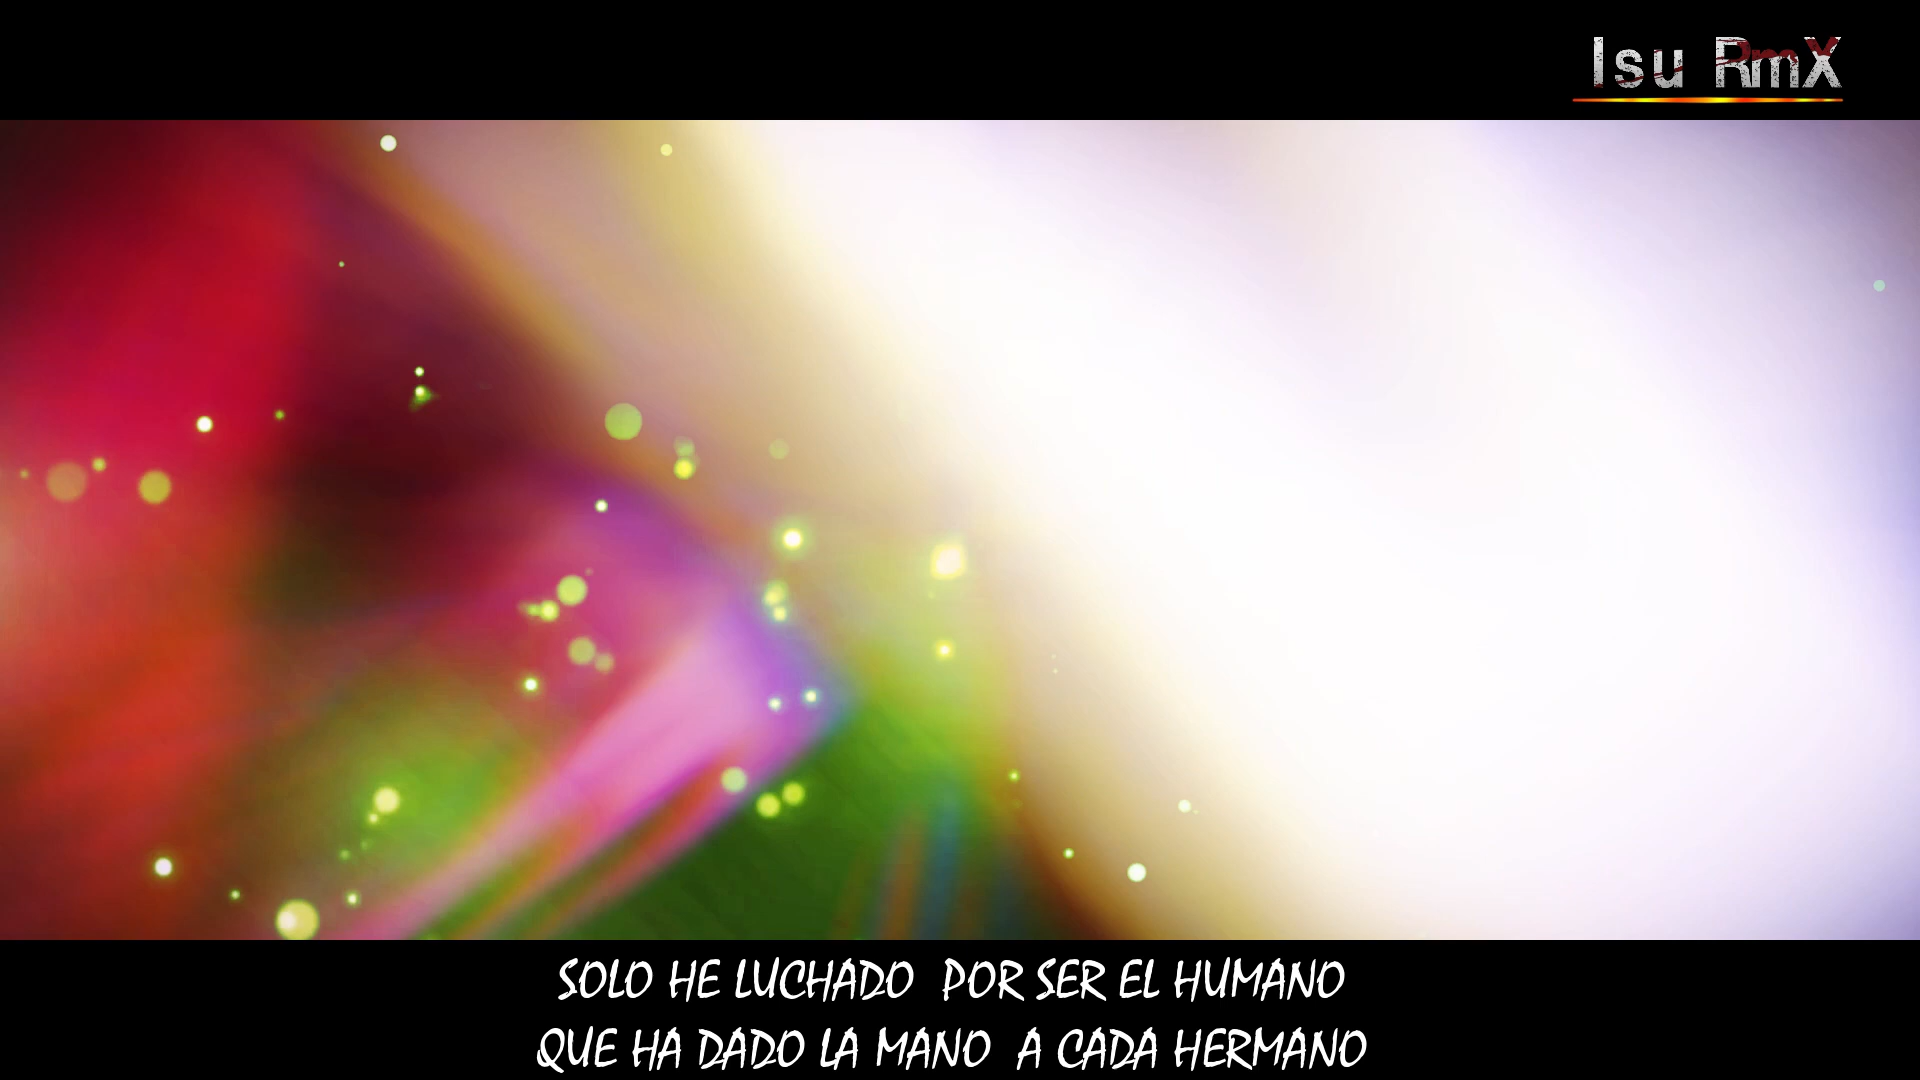 Isu RmX
SOLO HE LUCHADO POR SER EL HUMANO
QUE HA DADO LA MANO A CADA HERMANO